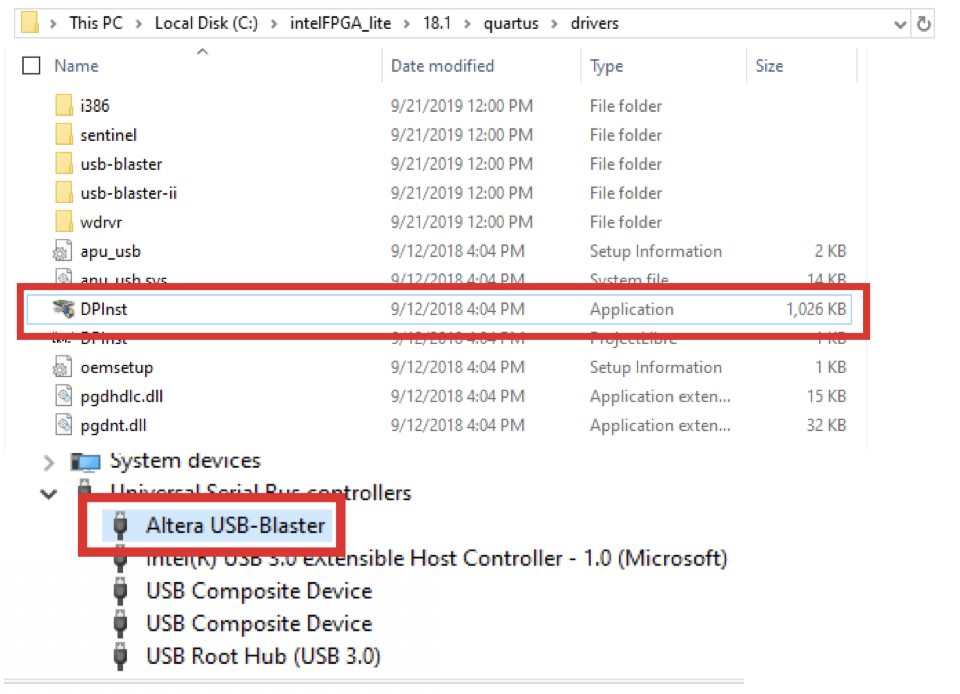 This PC > Local Disk (C:) > intelFPGA_lite > 18.1 > quartus > drivers
Name Date modified Type Size
i386 9/21/2019 12:00 PM File folder
sentinel 9/21/2019 12:00 PM File folder
usb-blaster 9/21/2019 12:00 PM File folder
usb-blaster-ii 9/21/2019 12:00 PM File folder
wdrvr 9/21/2019 12:00 PM File folder
apu_usb 9/12/2018 4:04 PM Setup Information 2 KB
apu_usb.sys 9/12/2018 4:04 PM System file 14 KB
DPInst 9/12/2018 4:04 PM Application 1,026 KB
DPInst 9/12/2018 4:04 PM ProjectLibre 1 KB
oemsetup 9/12/2018 4:04 PM Setup Information 1 KB
pgdhdlc.dll 9/12/2018 4:04 PM Application exten...  15 KB
pgdnt.dll 9/12/2018 4:04 PM Application exten... 32 KB
System devices
Universal Serial Bus controllers
Altera USB-Blaster
Intel(R) USB 3.0 eXtensible Host Controller - 1.0 (Microsoft)
USB Composite Device
USB Composite Device
USB Root Hub (USB 3.0)